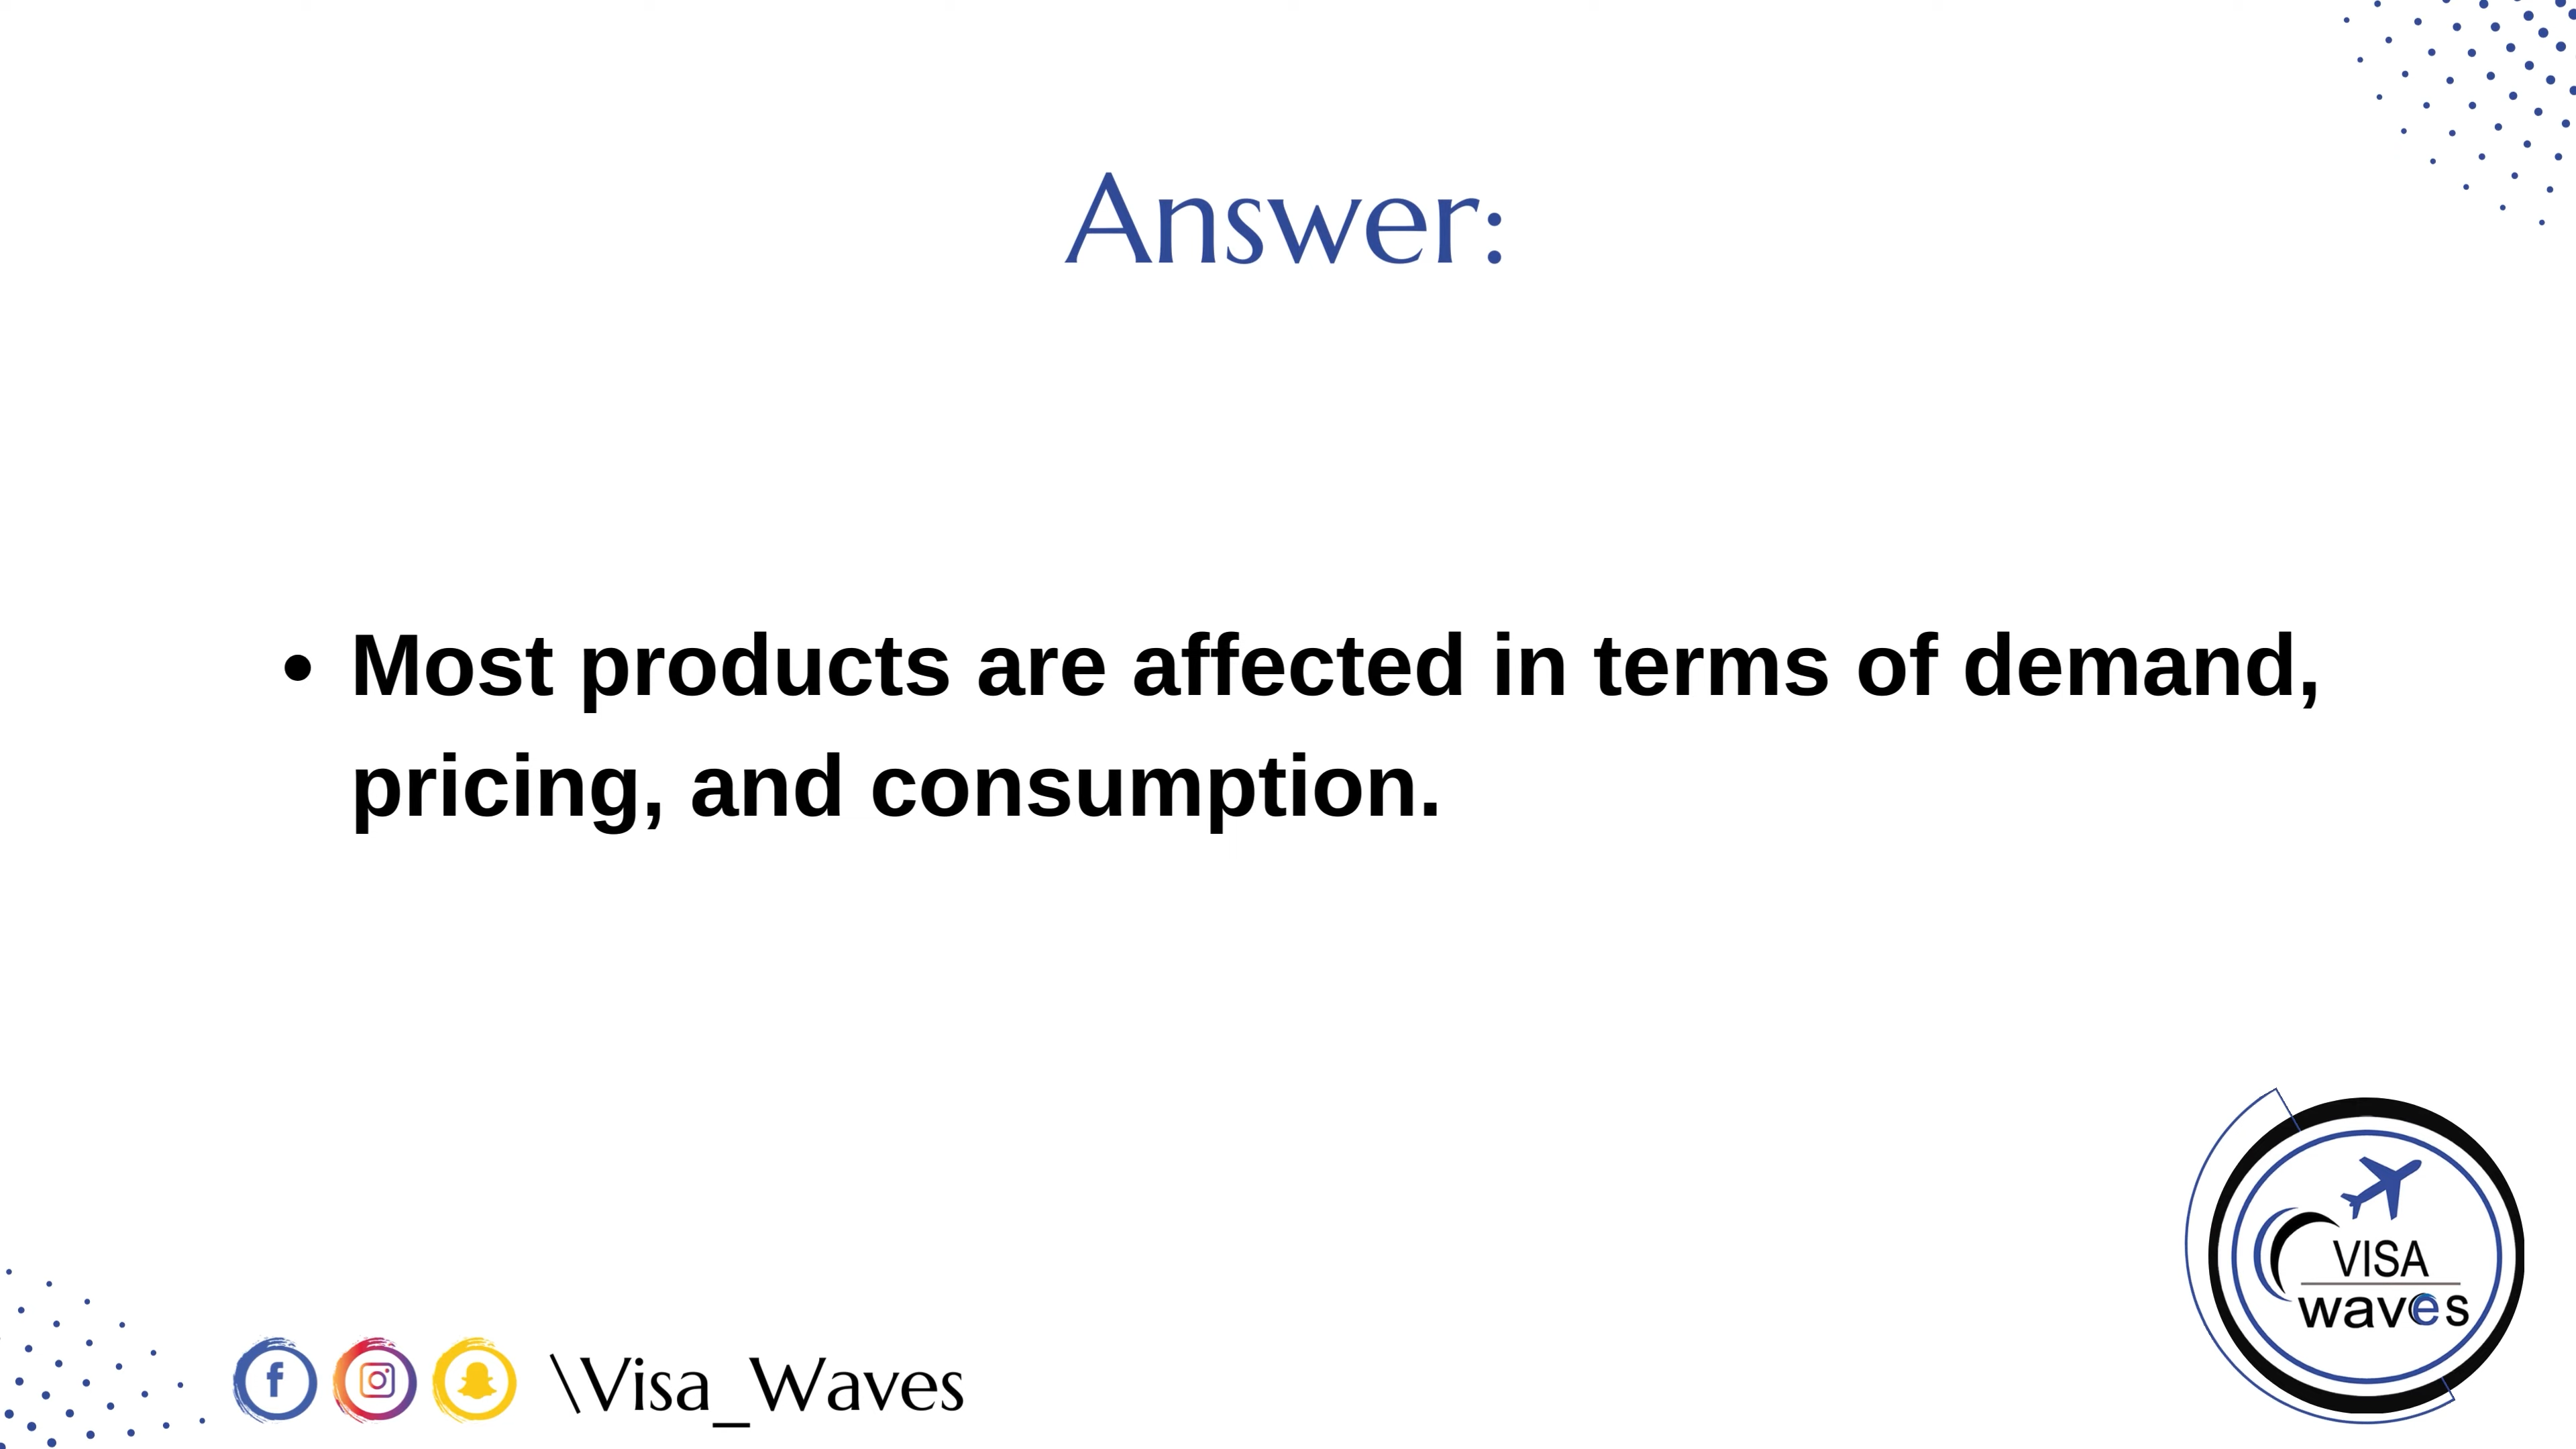 Answer:
• Most products are affected in terms of demand,
pricing, and consumption.
VISA
waves
\Visa_Waves